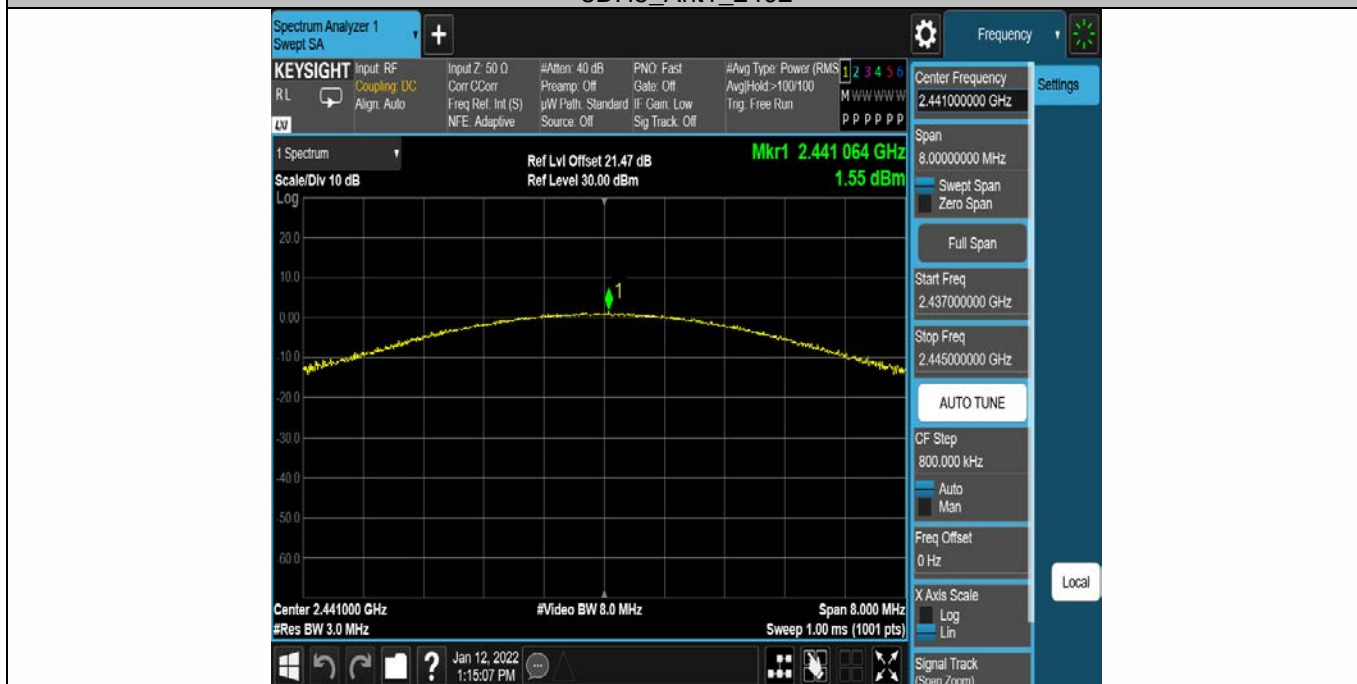 Spectrum Analyzer 1
Swept SA
+
Frequency
KEYSIGHT
RL
LXI
Input: RF
Coupling: DC
Align: Auto
Input Z: 50 Ω
Corr CCorr
Freq Ref: Int (S)
NFE: Adaptive
#Atten: 40 dB
Preamp: Off
µW Path: Standard
Source: Off
PNO: Fast
Gate: Off
IF Gain: Low
Sig Track: Off
#Avg Type: Power (RMS
Avg|Hold:>100/100
Trig: Free Run
1 2 3 4 5 6
M W W W W W
P P P P P P
1 Spectrum
Scale/Div 10 dB
Log
Ref Lvl Offset 21.47 dB
Ref Level 30.00 dBm
Mkr1 2.441 064 GHz
1.55 dBm
20.0
10.0
1
0.00
-10.0
-20.0
-30.0
-40.0
-50.0
-60.0
Center 2.441000 GHz
#Res BW 3.0 MHz
#Video BW 8.0 MHz
Span 8.000 MHz
Sweep 1.00 ms (1001 pts)
?
Jan 12, 2022
1:15:07 PM
Center Frequency
2.441000000 GHz
Settings
Span
8.00000000 MHz
Swept Span
Zero Span
Full Span
Start Freq
2.437000000 GHz
Stop Freq
2.445000000 GHz
AUTO TUNE
CF Step
800.000 kHz
Auto
Man
Freq Offset
0 Hz
X Axis Scale
Log
Lin
Local
Signal Track
(Span Zoom)